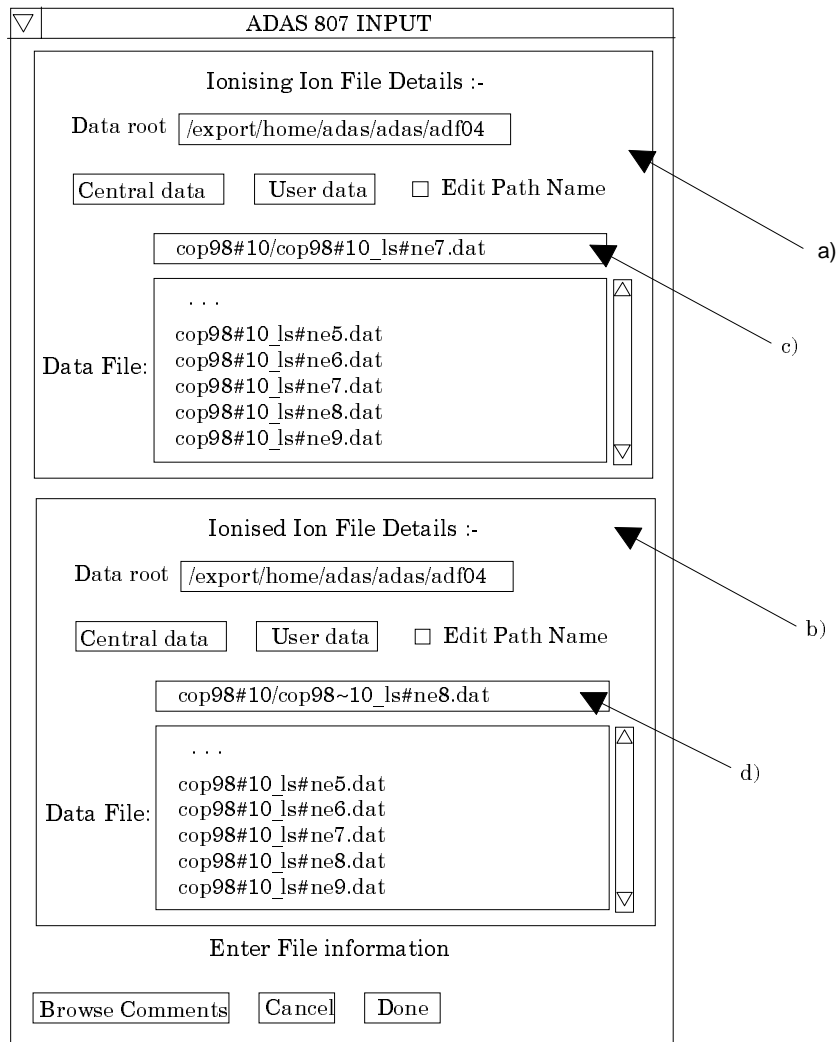 ADAS 807 INPUT
Ionising Ion File Details :-
Data root /export/home/adas/adas/adf04
Central data User data Edit Path Name
a)
cop98#10/cop98#10_ls#ne7.dat
c)
. . .
cop98#10_ls#ne5.dat
cop98#10_ls#ne6.dat
Data File: cop98#10_ls#ne7.dat
cop98#10_ls#ne8.dat
cop98#10_ls#ne9.dat
Ionised Ion File Details :-
Data root /export/home/adas/adas/adf04
Central data User data Edit Path Name
b)
cop98#10/cop98~10_ls#ne8.dat
d)
. . .
cop98#10_ls#ne5.dat
cop98#10_ls#ne6.dat
Data File: cop98#10_ls#ne7.dat
cop98#10_ls#ne8.dat
cop98#10_ls#ne9.dat
Enter File information
Browse Comments Cancel Done